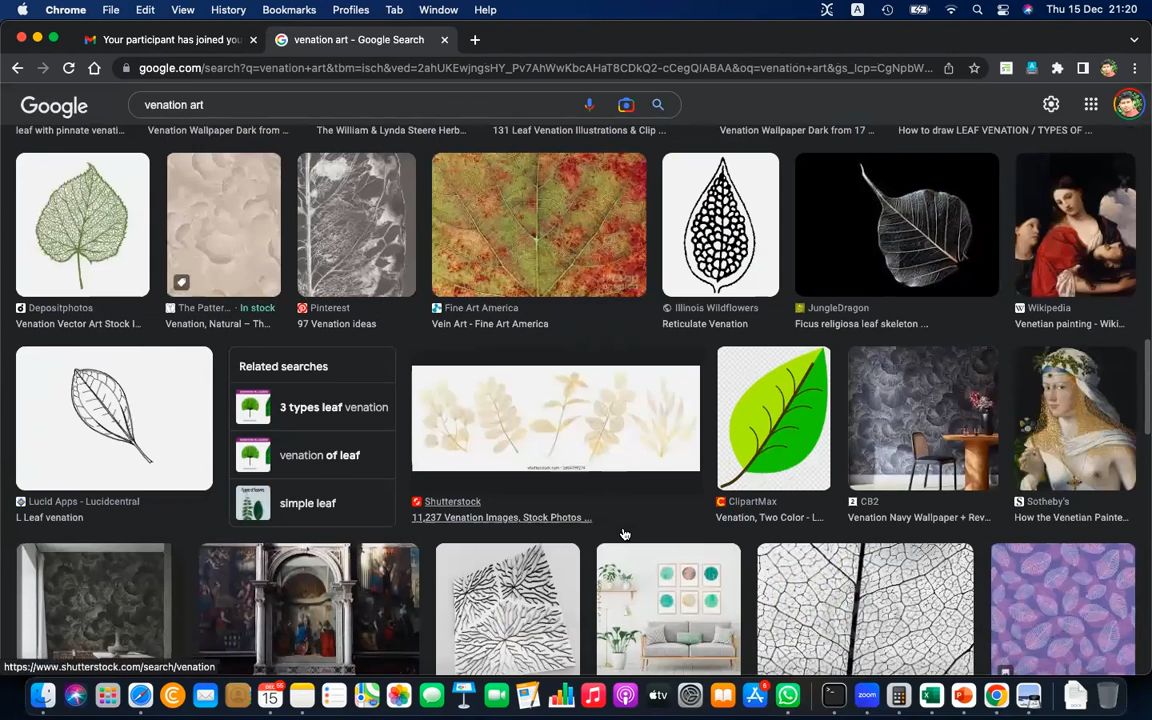 Chrome File Edit View History Bookmarks Profiles Tab Window Help A Thu 15 Dec 21:20
Your participant has joined you venation art - Google Search
google.com/search?q=venation+art&tbm=isch&ved=2ahUKEwjngsHY_Pv7AhWwKbcAHaT8CDkQ2-cCegQIABAA&oq=venation+art&gs_lcp=CgNpbW...
Google venation art
leaf with pinnate venati... Venation Wallpaper Dark from ... The William & Lynda Steere Herb... 131 Leaf Venation Illustrations & Clip ... Venation Wallpaper Dark from 17 ... How to draw LEAF VENATION / TYPES OF ...
Depositphotos The Patter... · In stock Pinterest Fine Art America Illinois Wildflowers JungleDragon Wikipedia
Venation Vector Art Stock I... Venation, Natural – Th... 97 Venation ideas Vein Art - Fine Art America Reticulate Venation Ficus religiosa leaf skeleton ... Venetian painting - Wiki...
Related searches
3 types leaf venation
venation of leaf
simple leaf
Lucid Apps - Lucidcentral Shutterstock ClipartMax CB2 Sotheby's
L Leaf venation 11,237 Venation Images, Stock Photos ... Venation, Two Color - L... Venation Navy Wallpaper + Rev... How the Venetian Painte...
https://www.shutterstock.com/search/venation
tv zoom